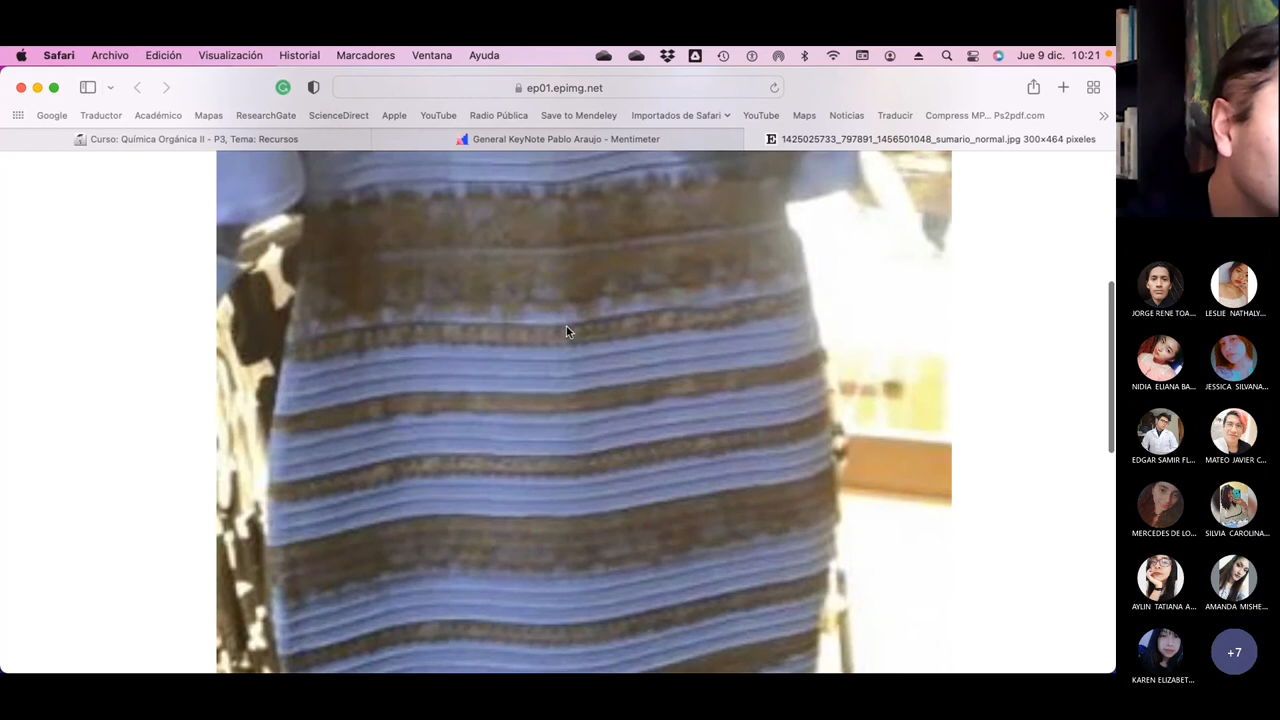 Safari Archivo Edición Visualización Historial Marcadores Ventana Ayuda Jue 9 dic. 10:21
ep01.epimg.net
Google Traductor Académico Mapas ResearchGate ScienceDirect Apple YouTube Radio Pública Save to Mendeley Importados de Safari YouTube Maps Noticias Traducir Compress MP... Ps2pdf.com
Curso: Química Orgánica II - P3, Tema: Recursos
General KeyNote Pablo Araujo - Mentimeter
E 1425025733_797891_1456501048_sumario_normal.jpg 300×464 pixeles
JORGE RENE TOA... LESLIE NATHALY...
NIDIA ELIANA BA... JESSICA SILVANA...
EDGAR SAMIR FL... MATEO JAVIER C...
MERCEDES DE LO... SILVIA CAROLINA...
AYLIN TATIANA A... AMANDA MISHE...
+7
KAREN ELIZABET...